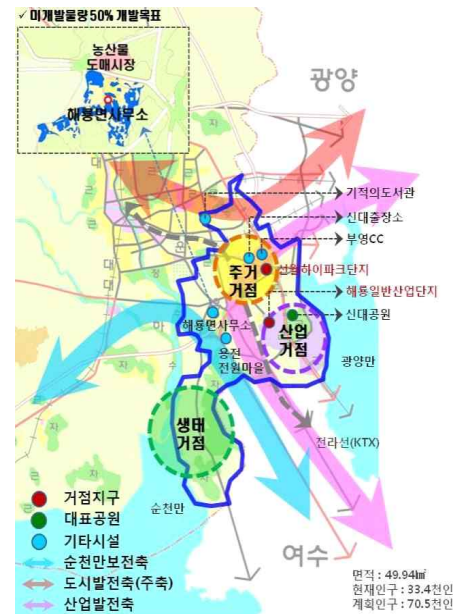 ✓ 미개발물량 50% 개발목표
농산물
도매시장
해룡면사무소
광양
기적의도서관
신대출장소
부영CC
주거
거점
선월하이파크단지
해룡일반산업단지
신대공원
산업
거점
해룡면사무소
용전
전원마을
광양만
생태
거점
전라선(KTX)
순천만
여수
거점지구
대표공원
기타시설
순천만보전축
도시발전축(주축)
산업발전축
면적 : 49.94㎢
현재인구 : 33.4천인
계획인구 : 70.5천인